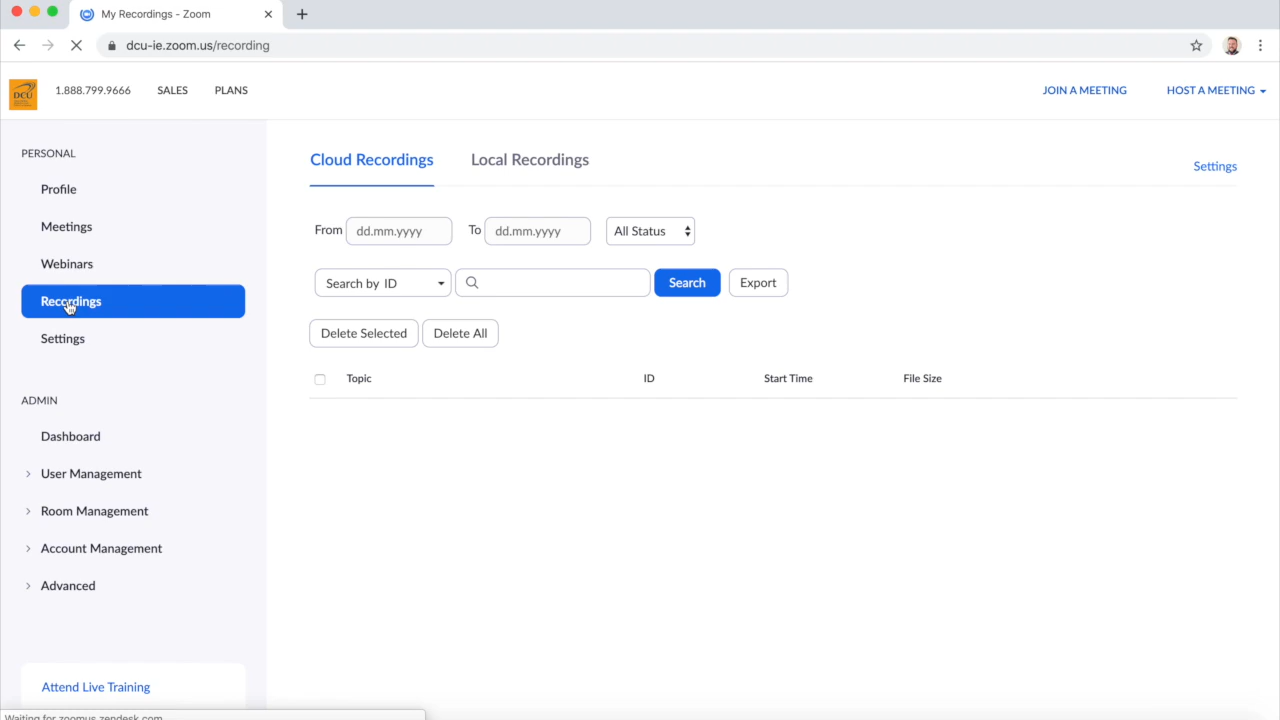 My Recordings - Zoom
dcu-ie.zoom.us/recording
DCU
1.888.799.9666 SALES PLANS JOIN A MEETING HOST A MEETING
PERSONAL
Profile
Meetings
Webinars
Recordings
Settings
ADMIN
Dashboard
User Management
Room Management
Account Management
Advanced
Attend Live Training
Cloud Recordings Local Recordings
Settings
From dd.mm.yyyy To dd.mm.yyyy All Status
Search by ID Search Export
Delete Selected Delete All
Topic ID Start Time File Size
Waiting for zoomus.zendesk.com